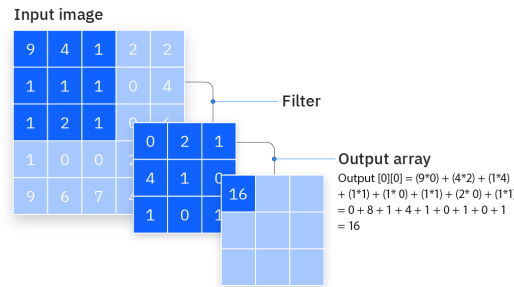 Input image
9 4 1 2 2
1 1 1 0 4
1 2 1 0
1 0 0 2
9 6 7 4
Filter
0 2 1
4 1 0
1 0 1
Output array
16
Output [0][0] = (9*0) + (4*2) + (1*4)
+ (1*1) + (1* 0) + (1*1) + (2* 0) + (1*1
= 0 + 8 + 1 + 4 + 1 + 0 + 1 + 0 + 1
= 16